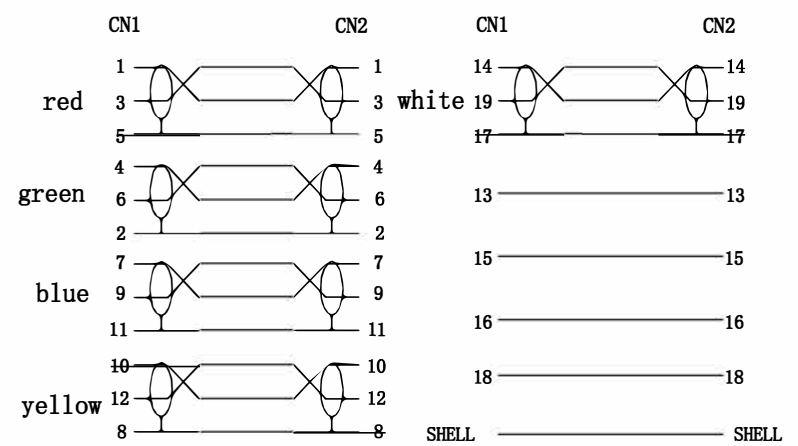 CN1 CN2 CN1 CN2
1 1 14 14
red 3 3 white 19 19
5 5 17 17
4 4
green 6 6 13 13
2 2
7 7 15 15
blue 9 9
11 11 16 16
10 10 18 18
yellow 12 12
8 8 SHELL SHELL